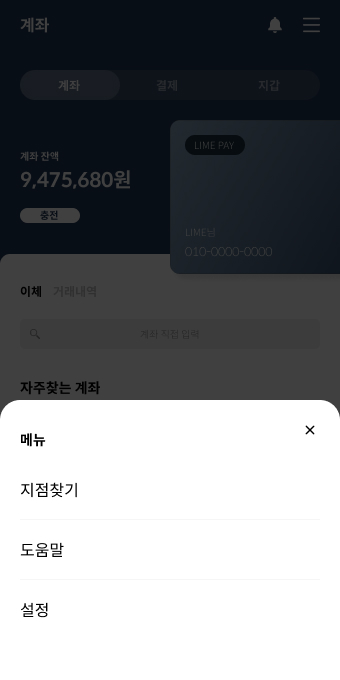 계좌
계좌 결제 지갑
계좌 잔액
9,475,680원
충전
LIME PAY
LIME님
010-0000-0000
이체 거래내역
계좌 직접 입력
자주찾는 계좌
메뉴
지점찾기
도움말
설정